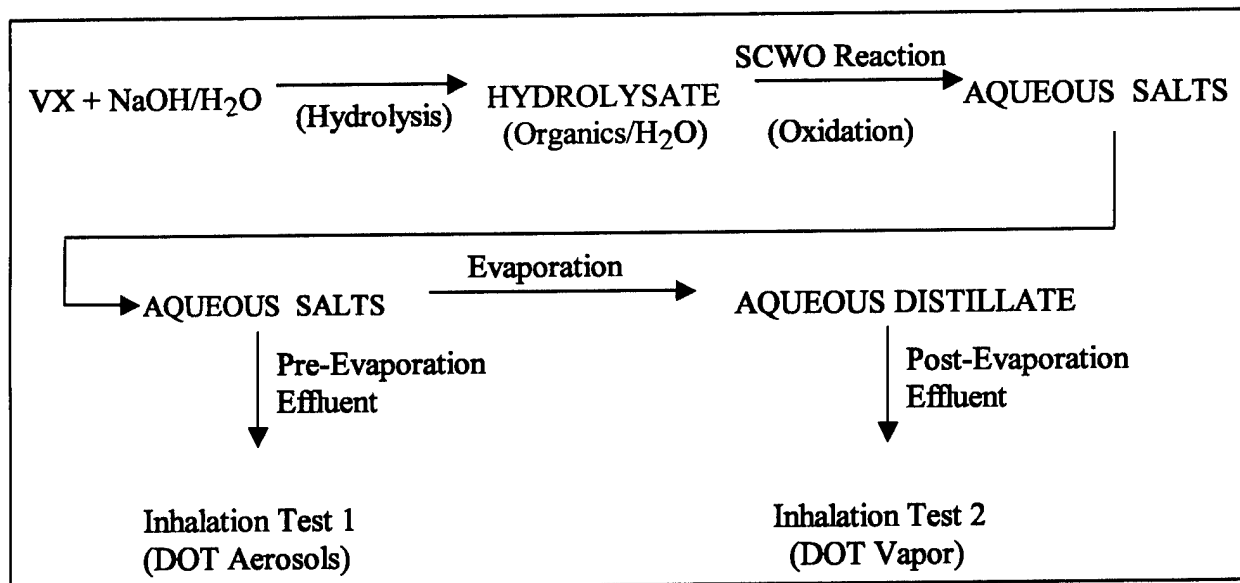 VX + NaOH/H2O
(Hydrolysis)
HYDROLYSATE
(Organics/H2O)
SCWO Reaction
(Oxidation)
AQUEOUS SALTS
AQUEOUS SALTS
Evaporation
AQUEOUS DISTILLATE
Pre-Evaporation
Effluent
Post-Evaporation
Effluent
Inhalation Test 1
(DOT Aerosols)
Inhalation Test 2
(DOT Vapor)